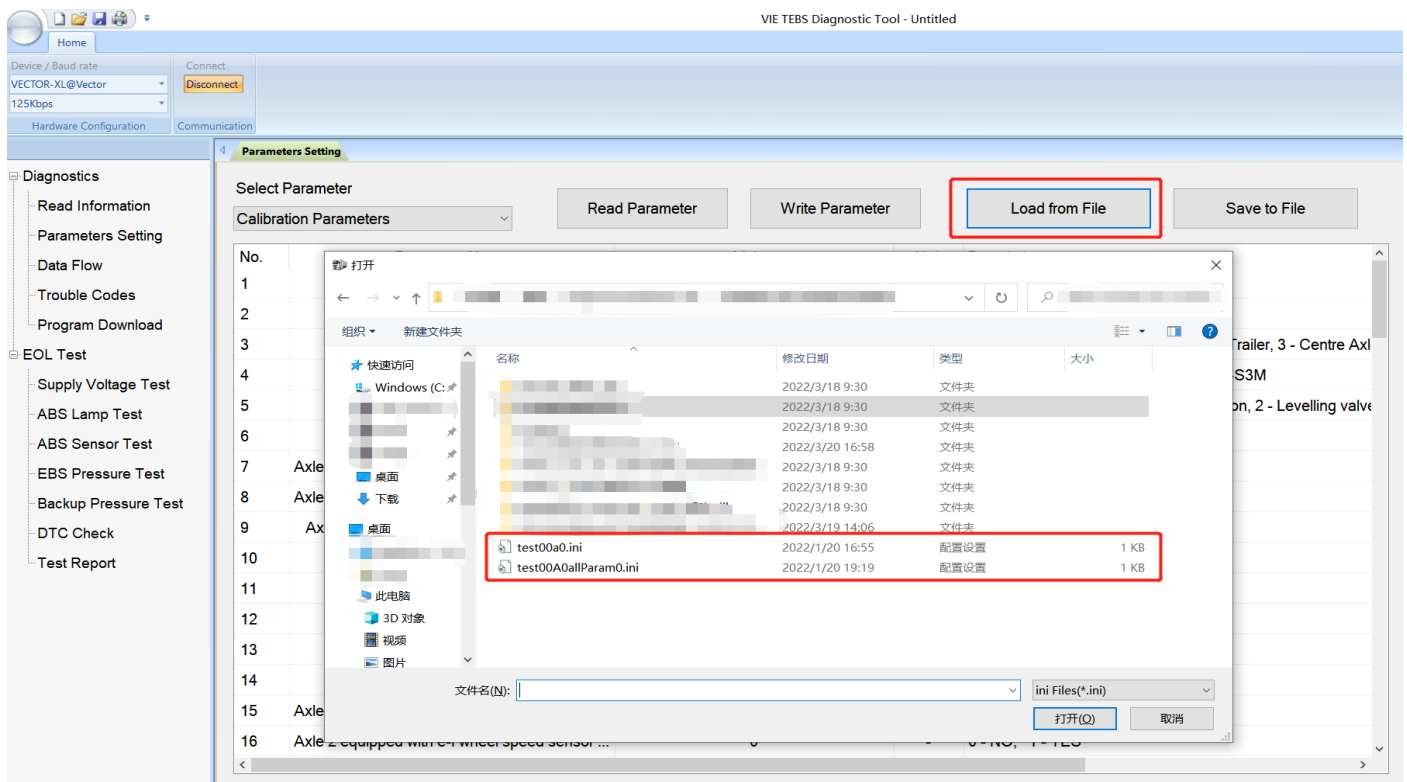 VIE TEBS Diagnostic Tool - Untitled
Home
Device / Baud rate
Connect
VECTOR-XL@Vector
Disconnect
125Kbps
Hardware Configuration
Communication
Parameters Setting
Diagnostics
Read Information
Parameters Setting
Data Flow
Trouble Codes
Program Download
EOL Test
Supply Voltage Test
ABS Lamp Test
ABS Sensor Test
EBS Pressure Test
Backup Pressure Test
DTC Check
Test Report
Select Parameter
Calibration Parameters
Read Parameter
Write Parameter
Load from File
Save to File
No.
1
2
3
railer, 3 - Centre Axl
4
S3M
5
on, 2 - Levelling valve
6
7 Axle
8 Axle
9 Ax
10
11
12
13
14
15 Axle
16 Axle 2 equipped with e-f wheel speed sensor ... 0 - 0 - NO, 1 - YES
打开
组织
新建文件夹
快速访问
Windows (C:
桌面
下载
桌面
此电脑
3D 对象
视频
图片
名称 修改日期 类型 大小
2022/3/18 9:30 文件夹
2022/3/18 9:30 文件夹
2022/3/18 9:30 文件夹
2022/3/20 16:58 文件夹
2022/3/18 9:30 文件夹
2022/3/18 9:30 文件夹
2022/3/18 9:30 文件夹
2022/3/19 14:06 文件夹
test00a0.ini 2022/1/20 16:55 配置设置 1 KB
test00A0allParam0.ini 2022/1/20 19:19 配置设置 1 KB
文件名(N):
ini Files(*.ini)
打开(O)
取消